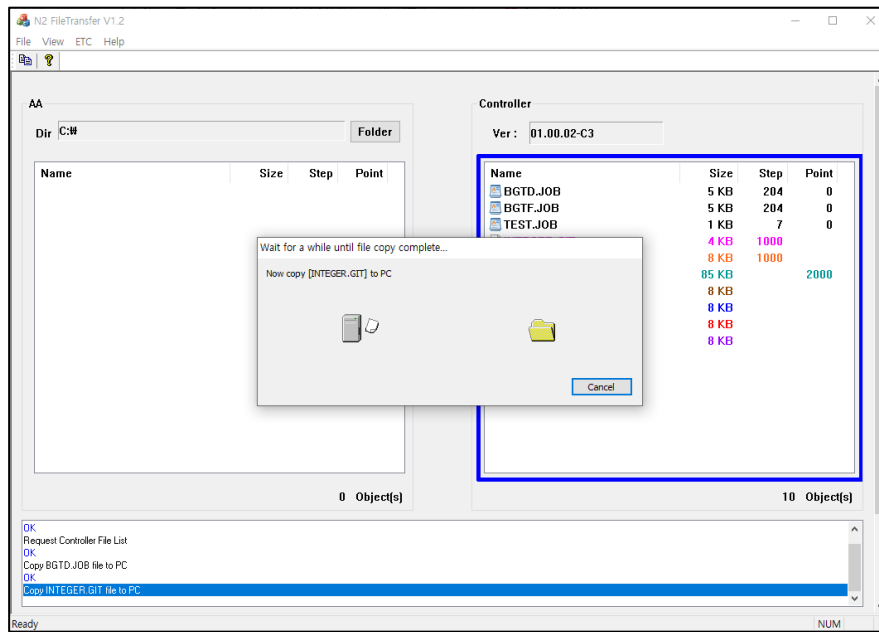 N2 FileTransfer V1.2
File View ETC Help
AA
Dir C:₩ Folder
Name Size Step Point
0 Object(s)
Controller
Ver : 01.00.02-C3
Name Size Step Point
BGTD.JOB 5 KB 204 0
BGTF.JOB 5 KB 204 0
TEST.JOB 1 KB 7 0
4 KB 1000
8 KB 1000
85 KB 2000
8 KB
8 KB
8 KB
8 KB
10 Object(s)
Wait for a while until file copy complete...
Now copy [INTEGER.GIT] to PC
Cancel
OK
Request Controller File List
OK
Copy BGTD.JOB file to PC
OK
Copy INTEGER.GIT file to PC
Ready NUM